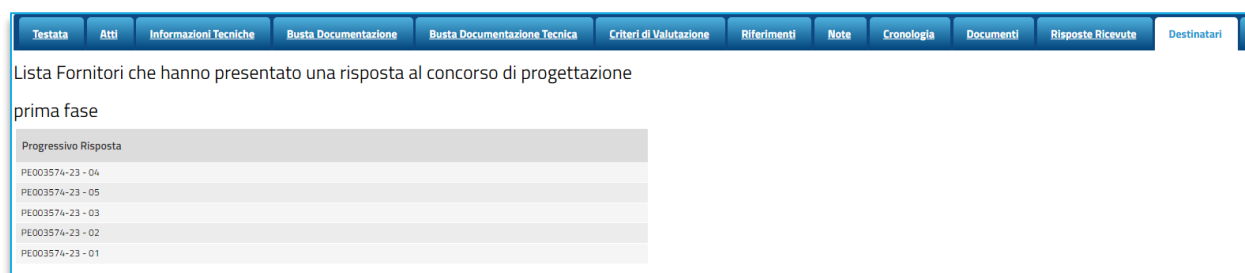 Testata Atti Informazioni Tecniche Busta Documentazione Busta Documentazione Tecnica Criteri di Valutazione Riferimenti Note Cronologia Documenti Risposte Ricevute Destinatari
Lista Fornitori che hanno presentato una risposta al concorso di progettazione
prima fase
Progressivo Risposta
PE003574-23 - 04
PE003574-23 - 05
PE003574-23 - 03
PE003574-23 - 02
PE003574-23 - 01